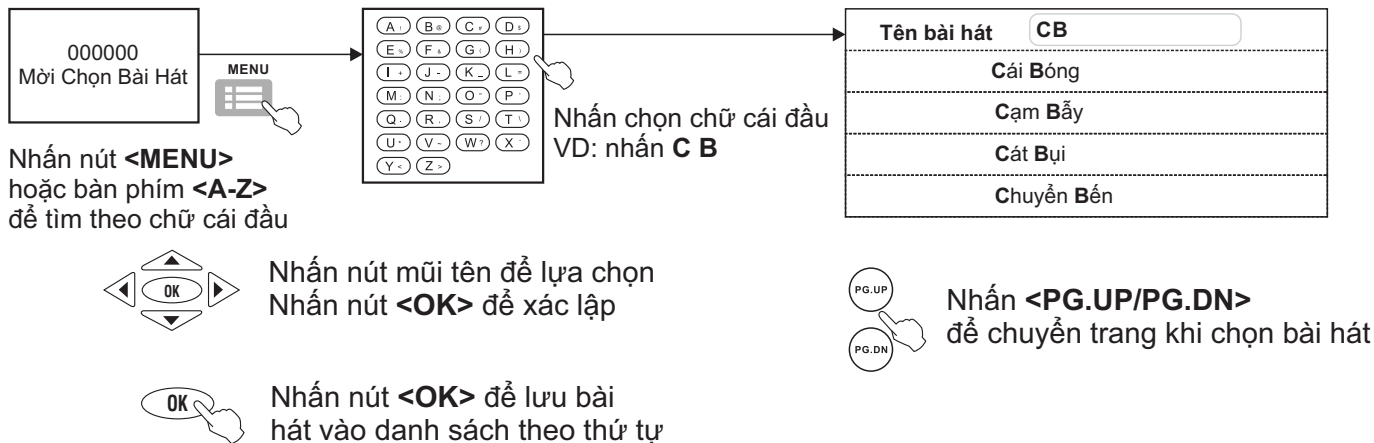 000000
Mời Chọn Bài Hát
MENU
Nhấn nút <MENU>
hoặc bàn phím <A-Z>
để tìm theo chữ cái đầu
A B C D
E F G H
I J K L
M N O P
Q R S T
U V W X
Y Z
Nhấn chọn chữ cái đầu
VD: nhấn C B
Tên bài hát CB
Cái Bóng
Cạm Bẫy
Cát Bụi
Chuyển Bến
OK
Nhấn nút mũi tên để lựa chọn
Nhấn nút <OK> để xác lập
PG.UP
PG.DN
Nhấn <PG.UP/PG.DN>
để chuyển trang khi chọn bài hát
OK
Nhấn nút <OK> để lưu bài
hát vào danh sách theo thứ tự